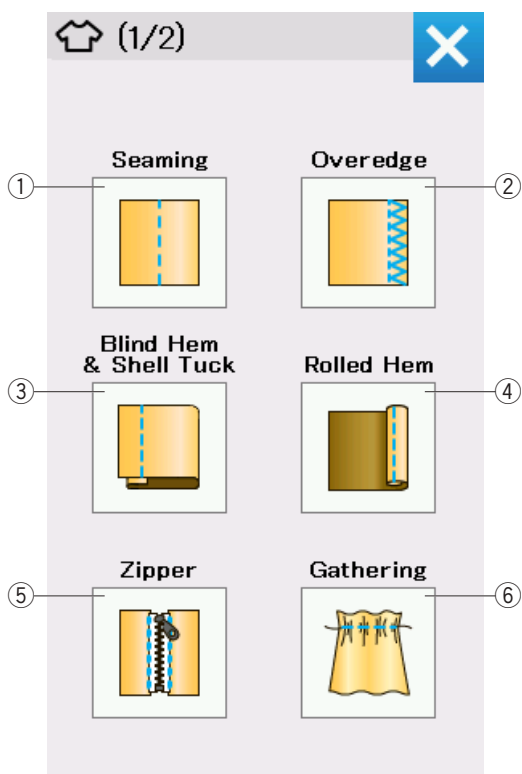 (1/2)
Seaming
Overedge
① ②
Blind Hem
& Shell Tuck
Rolled Hem
③ ④
Zipper
Gathering
⑤ ⑥